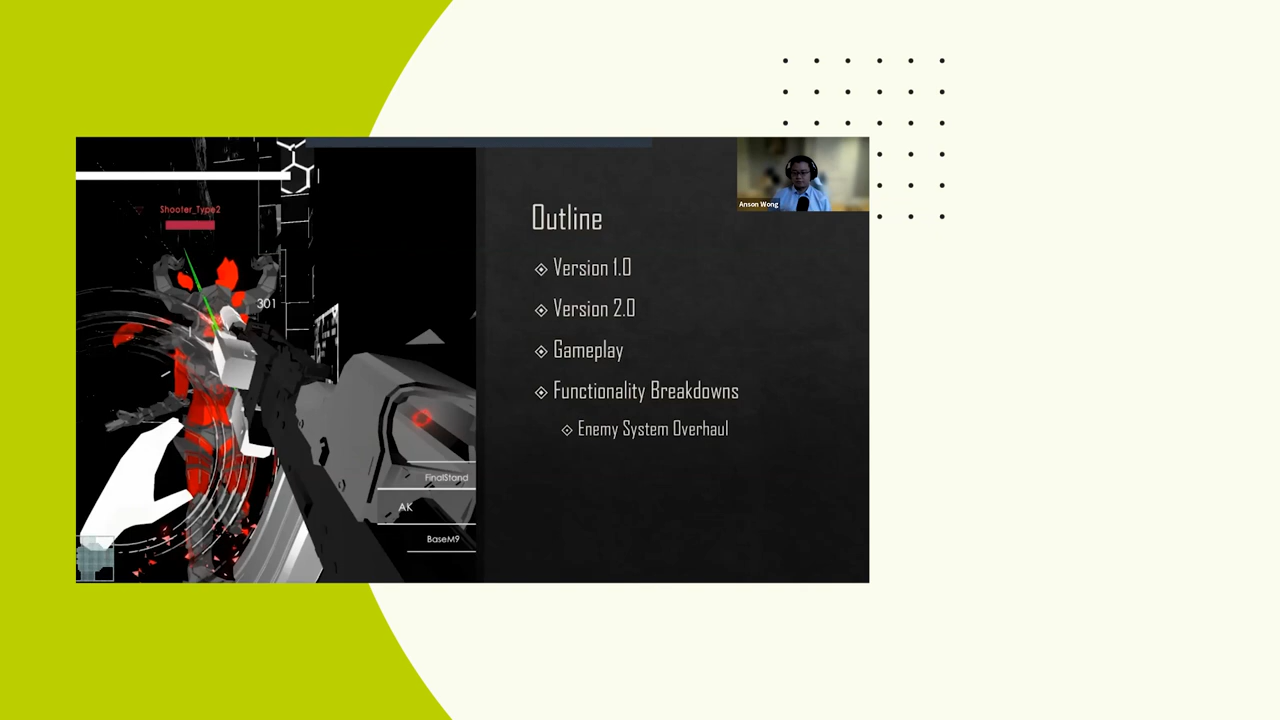 Shooter_Type2
301
FinalStand
AK
BaseM9
Anson Wong
Outline
Version 1.0
Version 2.0
Gameplay
Functionality Breakdowns
Enemy System Overhaul